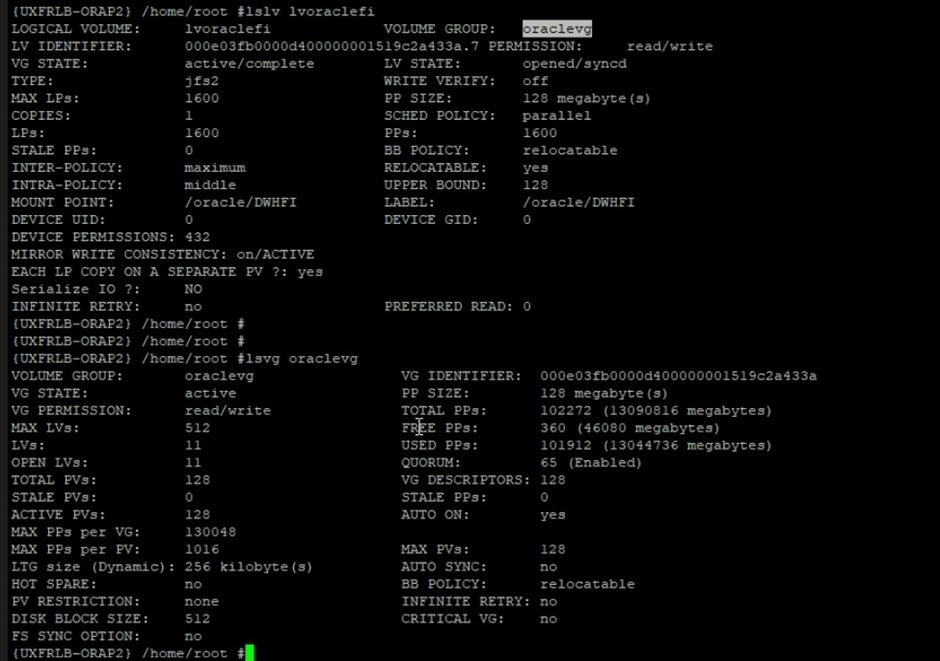 {UXFRLB-ORAP2} /home/root #lslv lvoraclefi
LOGICAL VOLUME: lvoraclefi VOLUME GROUP: oraclevg
LV IDENTIFIER: 000e03fb0000d400000001519c2a433a.7 PERMISSION: read/write
VG STATE: active/complete LV STATE: opened/syncd
TYPE: jfs2 WRITE VERIFY: off
MAX LPs: 1600 PP SIZE: 128 megabyte(s)
COPIES: 1 SCHED POLICY: parallel
LPs: 1600 PPs: 1600
STALE PPs: 0 BB POLICY: relocatable
INTER-POLICY: maximum RELOCATABLE: yes
INTRA-POLICY: middle UPPER BOUND: 128
MOUNT POINT: /oracle/DWHFI LABEL: /oracle/DWHFI
DEVICE UID: 0 DEVICE GID: 0
DEVICE PERMISSIONS: 432
MIRROR WRITE CONSISTENCY: on/ACTIVE
EACH LP COPY ON A SEPARATE PV ?: yes
Serialize IO ?: NO
INFINITE RETRY: no PREFERRED READ: 0
{UXFRLB-ORAP2} /home/root #
{UXFRLB-ORAP2} /home/root #
{UXFRLB-ORAP2} /home/root #lsvg oraclevg
VOLUME GROUP: oraclevg VG IDENTIFIER: 000e03fb0000d400000001519c2a433a
VG STATE: active PP SIZE: 128 megabyte(s)
VG PERMISSION: read/write TOTAL PPs: 102272 (13090816 megabytes)
MAX LVs: 512 FREE PPs: 360 (46080 megabytes)
LVs: 11 USED PPs: 101912 (13044736 megabytes)
OPEN LVs: 11 QUORUM: 65 (Enabled)
TOTAL PVs: 128 VG DESCRIPTORS: 128
STALE PVs: 0 STALE PPs: 0
ACTIVE PVs: 128 AUTO ON: yes
MAX PPs per VG: 130048
MAX PPs per PV: 1016 MAX PVs: 128
LTG size (Dynamic): 256 kilobyte(s) AUTO SYNC: no
HOT SPARE: no BB POLICY: relocatable
PV RESTRICTION: none INFINITE RETRY: no
DISK BLOCK SIZE: 512 CRITICAL VG: no
FS SYNC OPTION: no
{UXFRLB-ORAP2} /home/root #